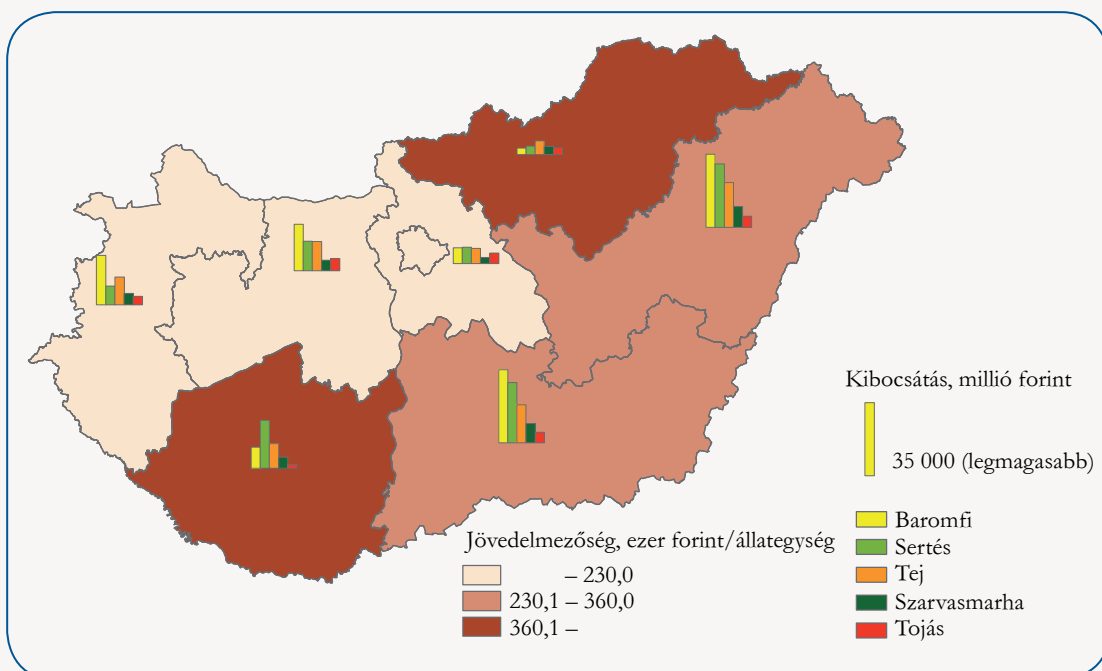 Kibocsátás, millió forint
35 000 (legmagasabb)
Baromfi
Sertés
Tej
Szarvasmarha
Tojás
Jövedelmezőség, ezer forint/állategység
– 230,0
230,1 – 360,0
360,1 –